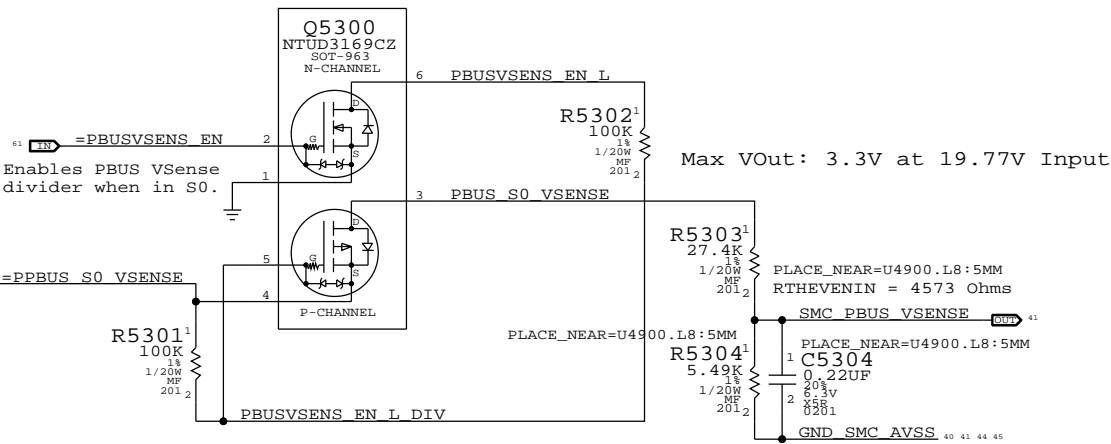 Q5300
NTUD3169CZ
SOT-963
N-CHANNEL
6 PBUSVSENS_EN_L
D
G
S
61 IN =PBUSVSENS_EN 2
Enables PBUS VSense
divider when in S0.
1
R5302 1
100K
1%
1/20W
MF
201 2
Max VOut: 3.3V at 19.77V Input
3 PBUS_S0_VSENSE
D
G
S
5
=PPBUS_S0_VSENSE
4
P-CHANNEL
R5303 1
27.4K
1%
1/20W
MF
201 2
PLACE_NEAR=U4900.L8:5MM
RTHEVENIN = 4573 Ohms
SMC_PBUS_VSENSE OUT 41
R5301 1
100K
1%
1/20W
MF
201 2
PLACE_NEAR=U4900.L8:5MM
R5304 1
5.49K
1%
1/20W
MF
201 2
PLACE_NEAR=U4900.L8:5MM
1 C5304
0.22UF
20%
6.3V
2 X5R
0201
PBUSVSENS_EN_L_DIV
GND_SMC_AVSS 40 41 44 45